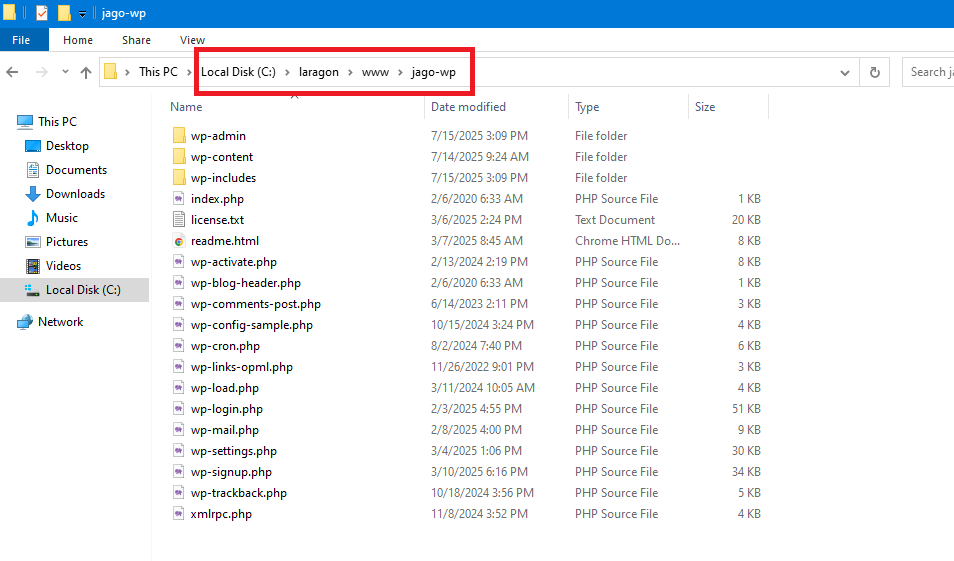 jago-wp
File Home Share View
This PC Local Disk (C:) laragon www jago-wp Search ja
Name Date modified Type Size
This PC
Desktop
Documents
Downloads
Music
Pictures
Videos
Local Disk (C:)
Network
wp-admin 7/15/2025 3:09 PM File folder
wp-content 7/14/2025 9:24 AM File folder
wp-includes 7/15/2025 3:09 PM File folder
index.php 2/6/2020 6:33 AM PHP Source File 1 KB
license.txt 3/6/2025 2:24 PM Text Document 20 KB
readme.html 3/7/2025 8:45 AM Chrome HTML Do... 8 KB
wp-activate.php 2/13/2024 2:19 PM PHP Source File 8 KB
wp-blog-header.php 2/6/2020 6:33 AM PHP Source File 1 KB
wp-comments-post.php 6/14/2023 2:11 PM PHP Source File 3 KB
wp-config-sample.php 10/15/2024 3:24 PM PHP Source File 4 KB
wp-cron.php 8/2/2024 7:40 PM PHP Source File 6 KB
wp-links-opml.php 11/26/2022 9:01 PM PHP Source File 3 KB
wp-load.php 3/11/2024 10:05 AM PHP Source File 4 KB
wp-login.php 2/3/2025 4:55 PM PHP Source File 51 KB
wp-mail.php 2/8/2025 4:00 PM PHP Source File 9 KB
wp-settings.php 3/4/2025 1:06 PM PHP Source File 30 KB
wp-signup.php 3/10/2025 6:16 PM PHP Source File 34 KB
wp-trackback.php 10/18/2024 3:56 PM PHP Source File 5 KB
xmlrpc.php 11/8/2024 3:52 PM PHP Source File 4 KB